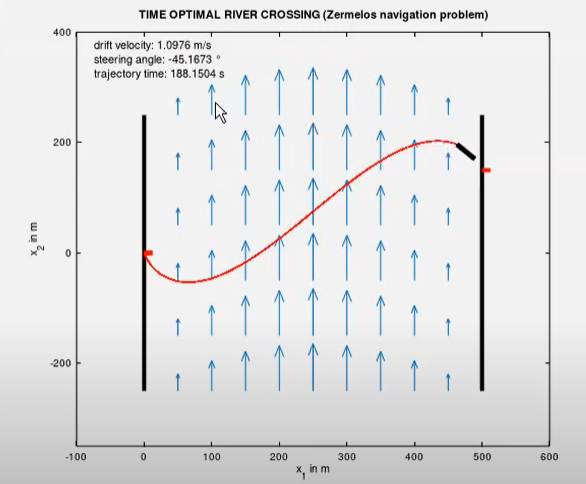 TIME OPTIMAL RIVER CROSSING (Zermelos navigation problem)
drift velocity: 1.0976 m/s
steering angle: -45.1673 °
trajectory time: 188.1504 s
400
200
0
-200
x2 in m
-100 0 100 200 300 400 500 600
x1 in m